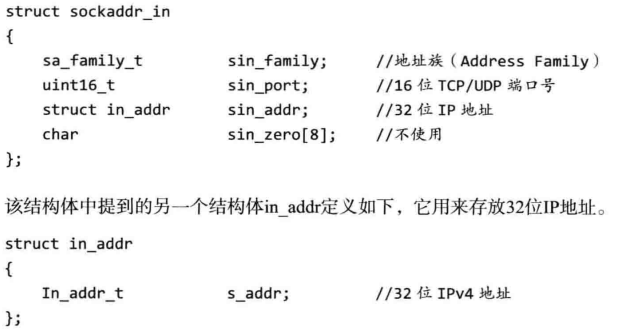 struct sockaddr_in
{
sa_family_t sin_family; //地址族（Address Family）
uint16_t sin_port; //16 位 TCP/UDP 端口号
struct in_addr sin_addr; //32 位 IP 地址
char sin_zero[8]; //不使用
};
该结构体中提到的另一个结构体in_addr定义如下，它用来存放32位IP地址。
struct in_addr
{
In_addr_t s_addr; //32 位 IPv4 地址
};